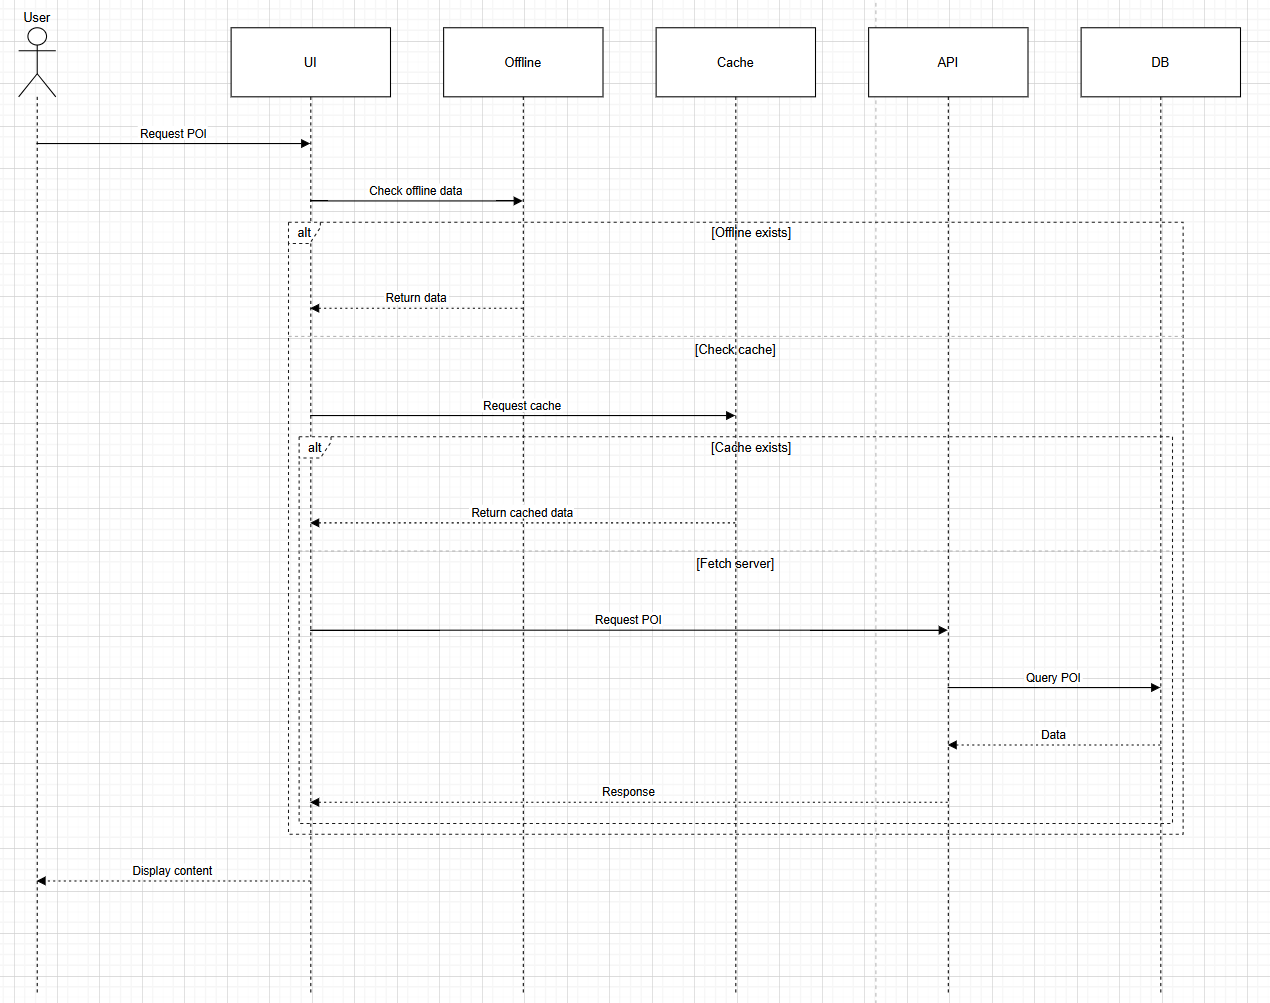 User
UI
Offline
Cache
API
DB
Request POI
Check offline data
alt
[Offline exists]
Return data
[Check cache]
Request cache
alt
[Cache exists]
Return cached data
[Fetch server]
Request POI
Query POI
Data
Response
Display content